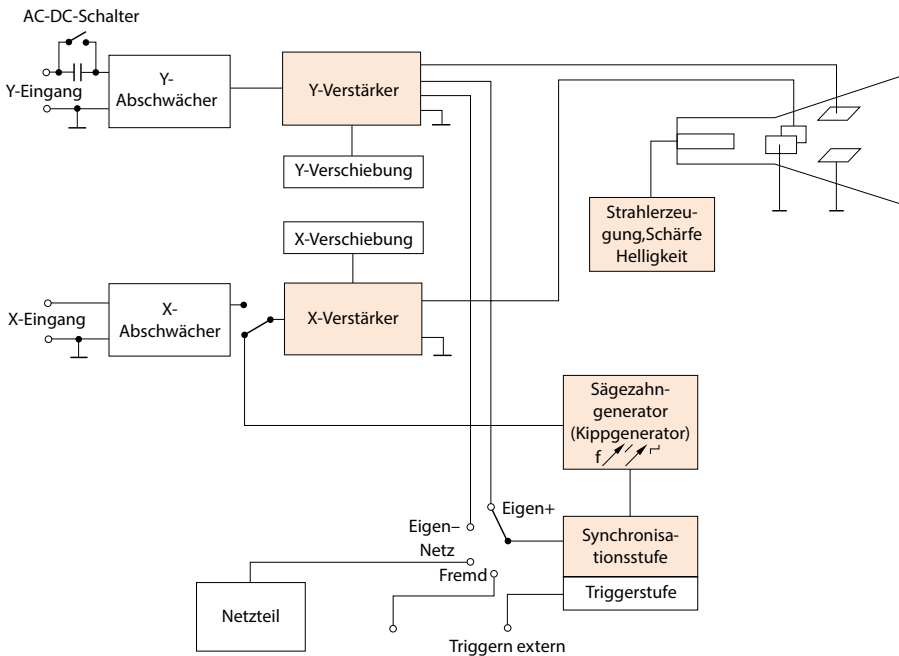 AC-DC-Schalter
Y-Eingang
Y-
Abschwächer
Y-Verstärker
Y-Verschiebung
Strahlerzeu-
gung,Schärfe
Helligkeit
X-Verschiebung
X-Eingang
X-
Abschwächer
X-Verstärker
Sägezahn-
generator
(Kippgenerator)
f
Eigen+
Eigen–
Netz
Fremd
Synchronisa-
tionsstufe
Triggerstufe
Netzteil
Triggern extern